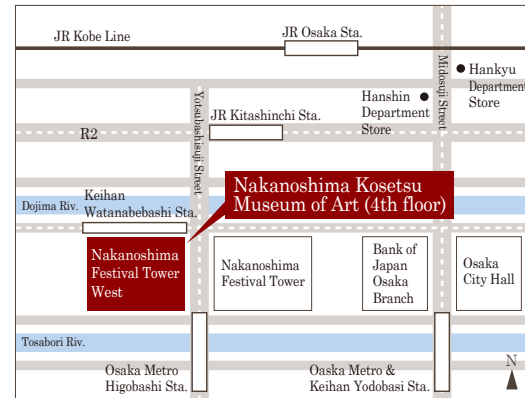 JR Osaka Sta.
JR Kobe Line
Hankyu
Department
Store
Hanshin
Department
Store
Midosuji Street
Yotsubashisuji Street
JR Kitashinchi Sta.
R2
Nakanoshima Kosetsu
Museum of Art (4th floor)
Keihan
Watanabebashi Sta.
Dojima Riv.
Nakanoshima
Festival Tower
West
Nakanoshima
Festival Tower
Bank of
Japan
Osaka
Branch
Osaka
City Hall
Tosabori Riv.
Osaka Metro
Higobashi Sta.
Oaska Metro &
Keihan Yodobasi Sta.
N